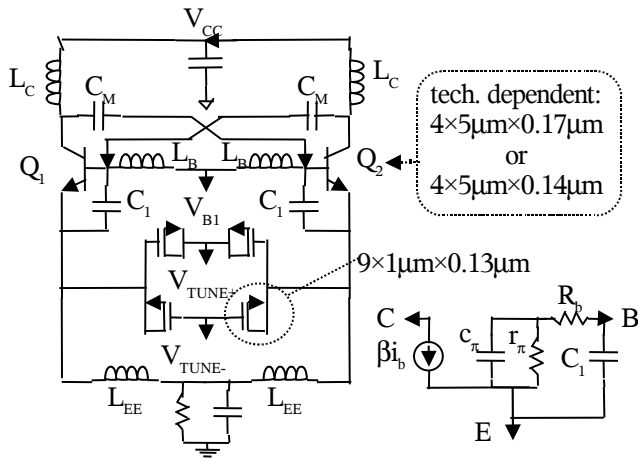 V_CC
L_C
C_M
C_M
L_C
tech. dependent:
4×5μm×0.17μm
or
4×5μm×0.14μm
L_B
L_B
Q_1
Q_2
C_1
V_B1
C_1
9×1μm×0.13μm
V_TUNE+
V_TUNE-
L_EE
L_EE
R_b
C
B
βi_b
c_π
r_π
C_1
E